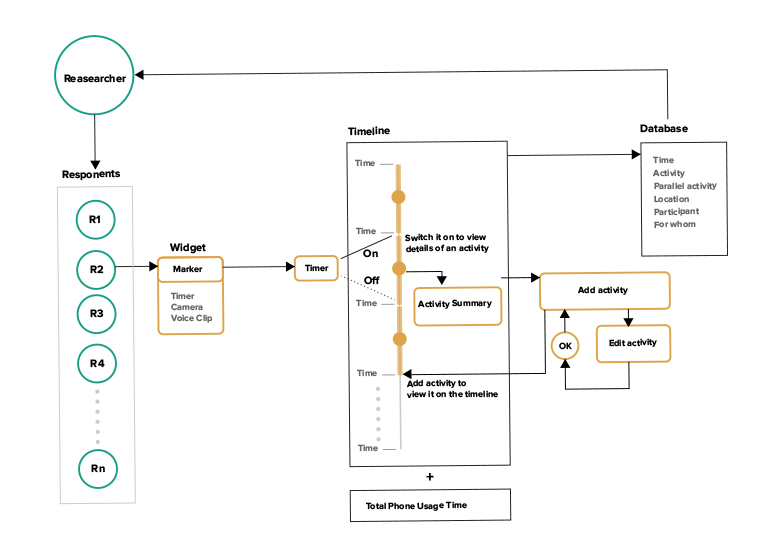 Reasearcher
Responents
R1
R2
R3
R4
Rn
Widget
Marker
Timer
Camera
Voice Clip
Timer
On
Off
Timeline
Time
Time
Time
Time
Time
Switch it on to view
details of an activity
Activity Summary
Add activity to
view it on the timeline
+
Total Phone Usage Time
Add activity
OK
Edit activity
Database
Time
Activity
Parallel activity
Location
Participant
For whom